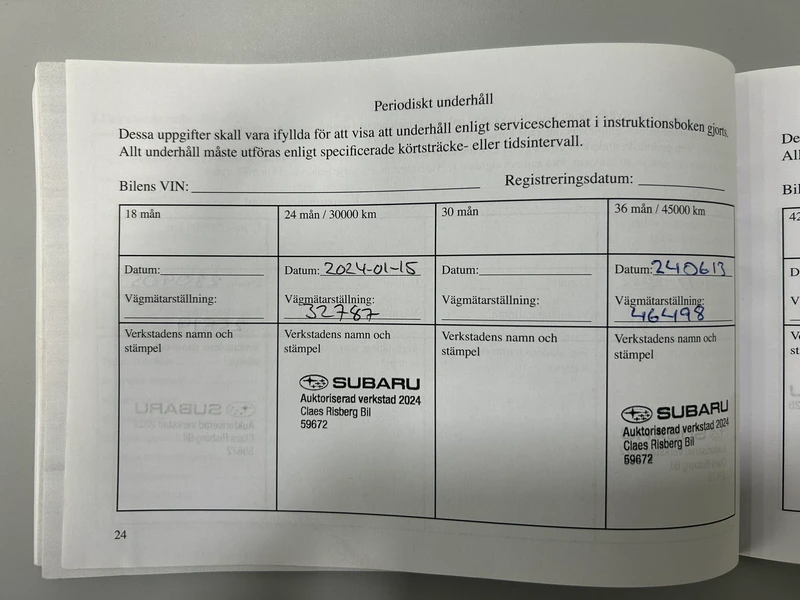 Periodiskt underhåll
Dessa uppgifter skall vara ifyllda för att visa att underhåll enligt serviceschemat i instruktionsboken gjorts.
Allt underhåll måste utföras enligt specificerade körtsträcke- eller tidsintervall.
Bilens VIN: Registreringsdatum:
18 mån
Datum:
Vägmätarställning:
Verkstadens namn och
stämpel
24 mån / 30000 km
Datum: 2024-01-15
Vägmätarställning:
32787
Verkstadens namn och
stämpel
SUBARU
Auktoriserad verkstad 2024
Claes Risberg Bil
59672
30 mån
Datum:
Vägmätarställning:
Verkstadens namn och
stämpel
36 mån / 45000 km
Datum: 240613
Vägmätarställning:
46498
Verkstadens namn och
stämpel
SUBARU
Auktoriserad verkstad 2024
Claes Risberg Bil
59672
24